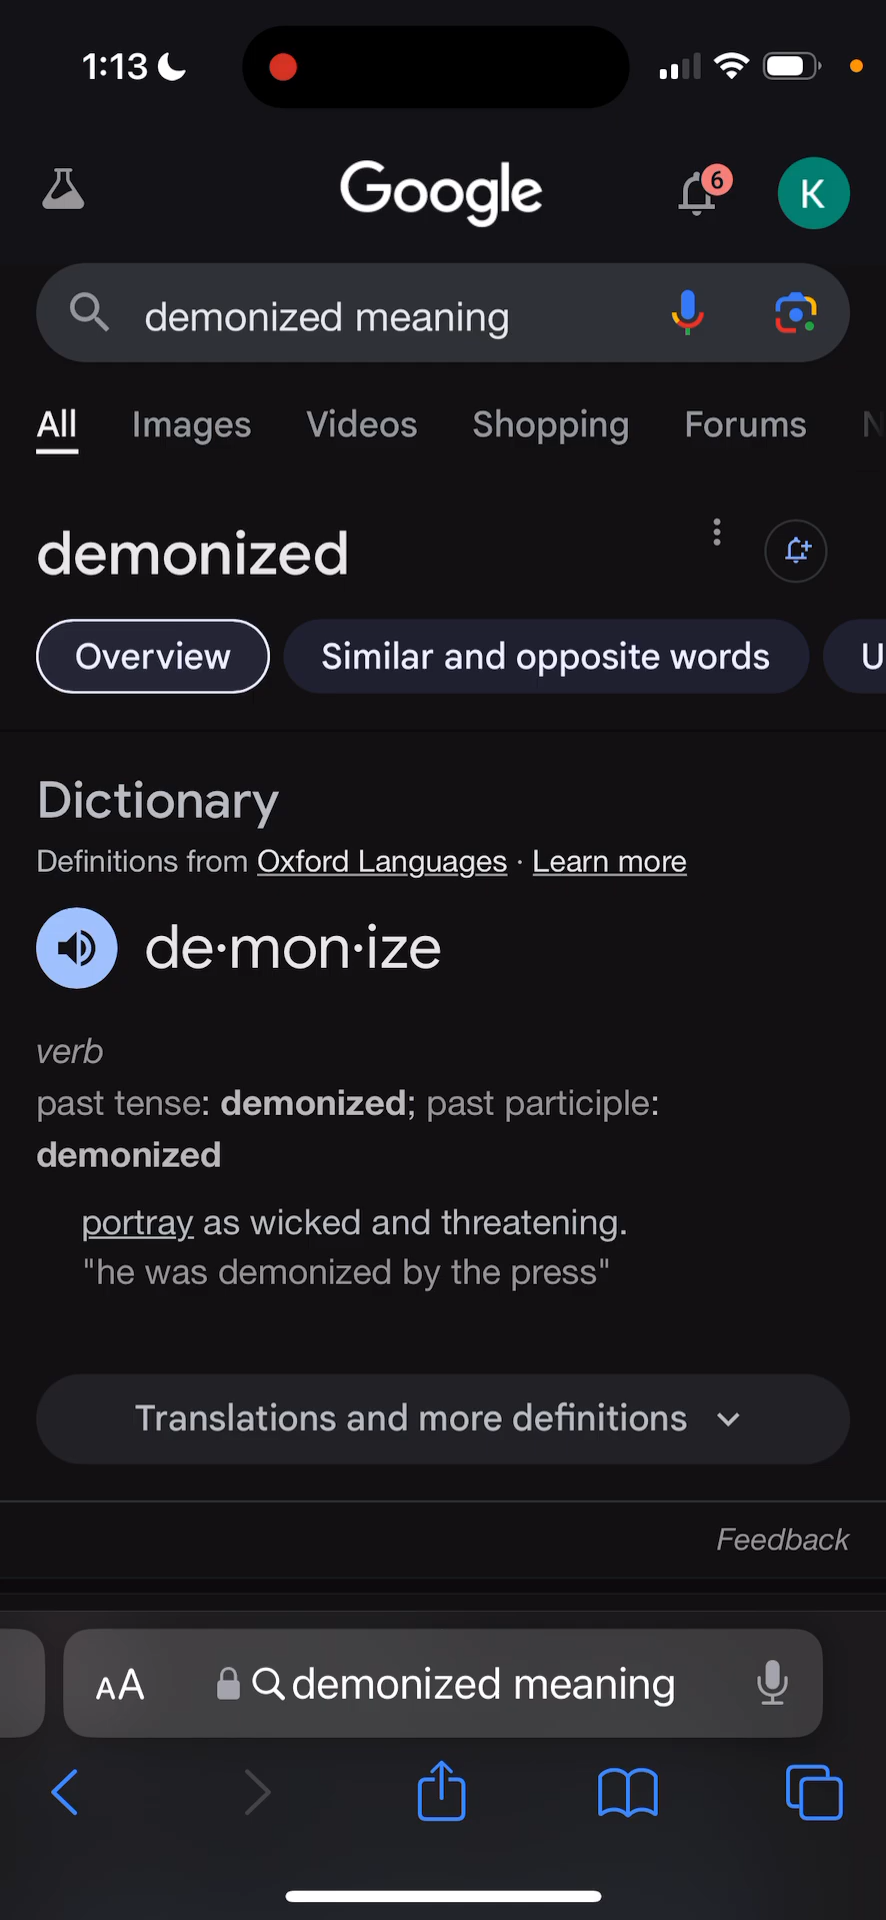 1:13
Google
6
K
demonized meaning
All Images Videos Shopping Forums N
demonized
Overview Similar and opposite words U
Dictionary
Definitions from Oxford Languages · Learn more
de·mon·ize
verb
past tense: demonized; past participle:
demonized
portray as wicked and threatening.
"he was demonized by the press"
Translations and more definitions
Feedback
AA demonized meaning